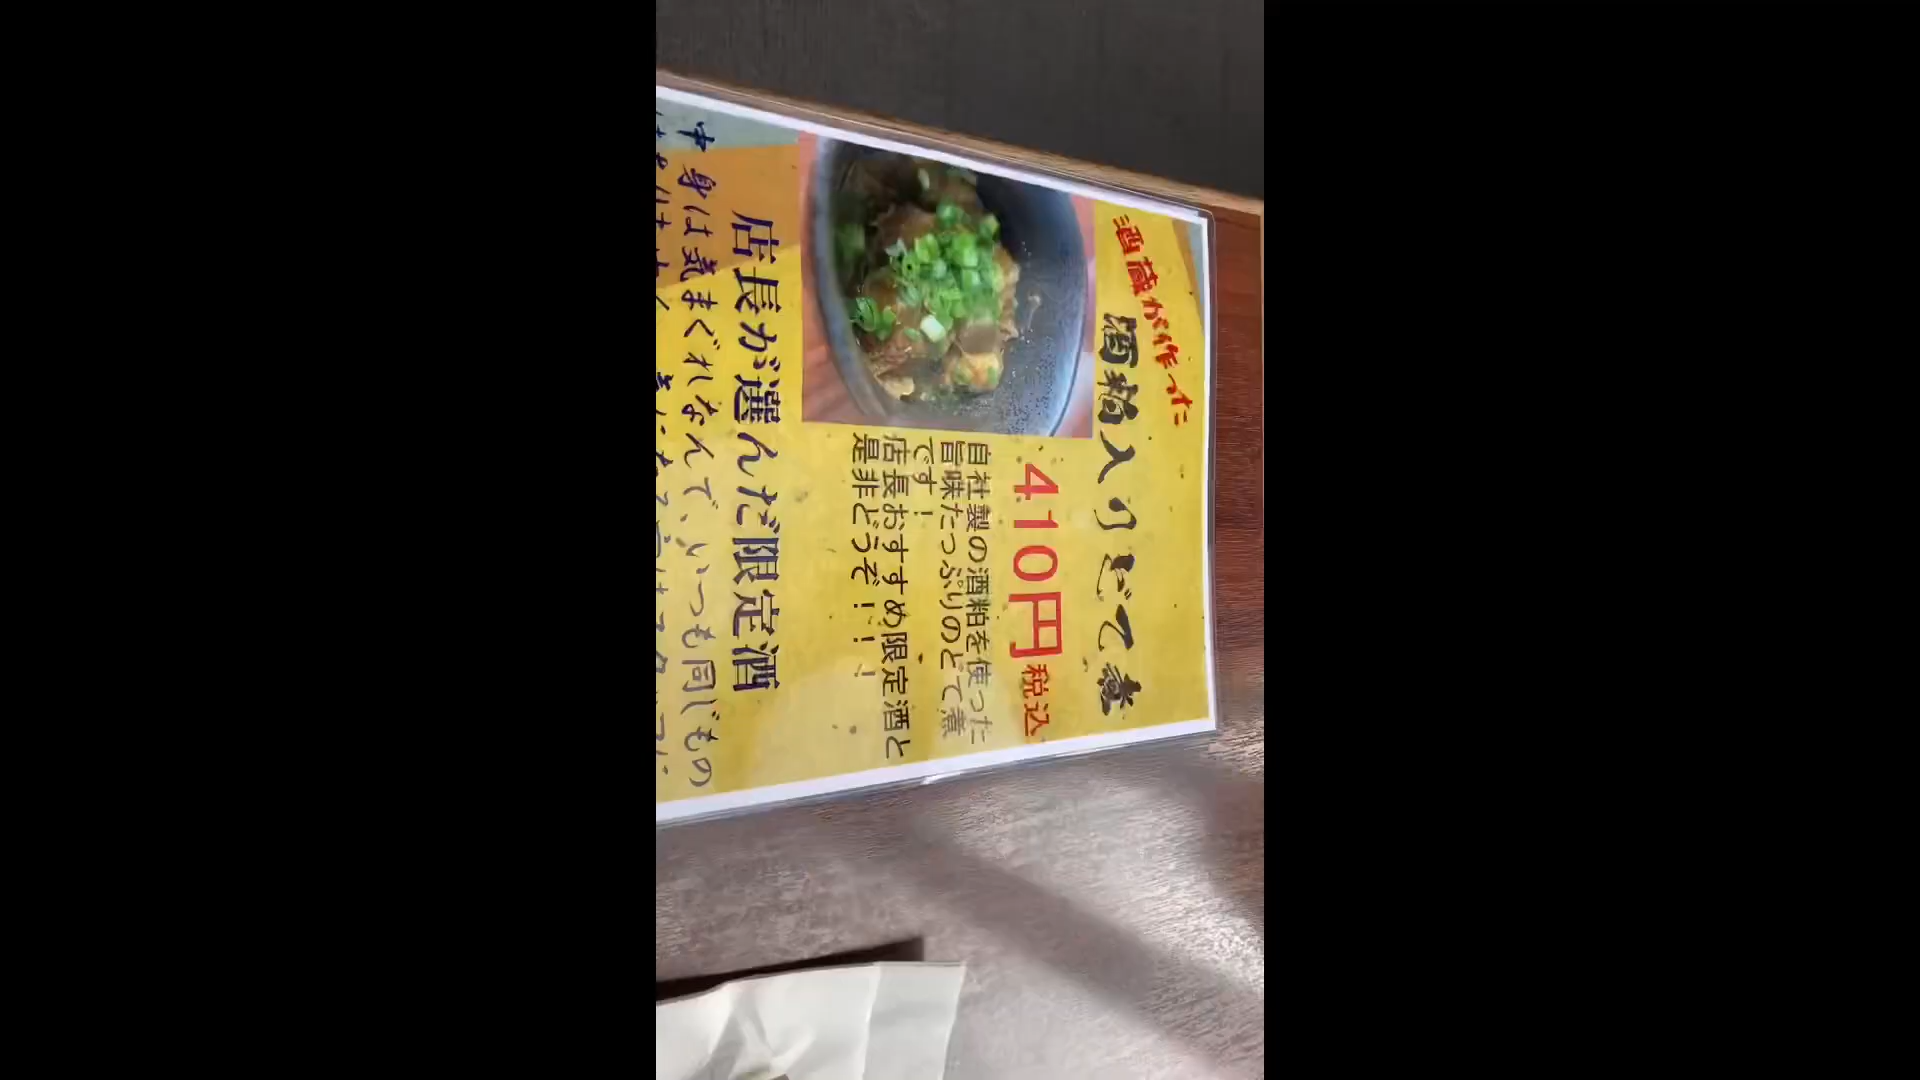 酒蔵が作った
酒粕入りどて煮
410円税込
自社製の酒粕を使った
旨味たっぷりのどて煮
です!
店長おすすめ限定酒と
是非どうぞ!!!
店長が選んだ限定酒
中身は気まぐれなんで、いつも同じもの